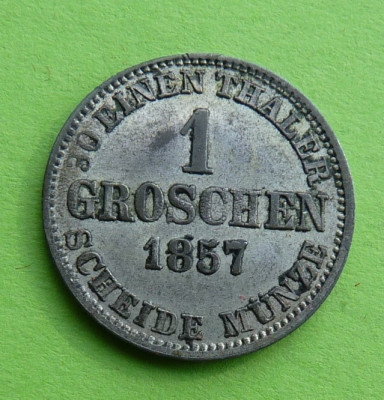 30 EINEN THALER
1
GROSCHEN
1857
SCHEIDE MÜNZE